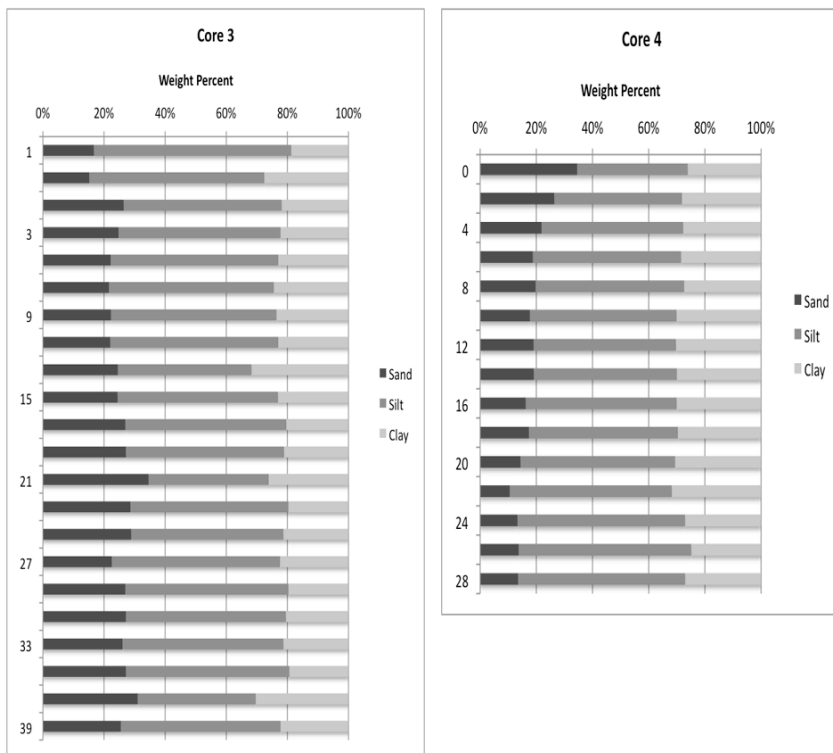 Core 3
Weight Percent
0% 20% 40% 60% 80% 100%
1
3
9
15
21
27
33
39
Sand
Silt
Clay
Core 4
Weight Percent
0% 20% 40% 60% 80% 100%
0
4
8
12
16
20
24
28
Sand
Silt
Clay